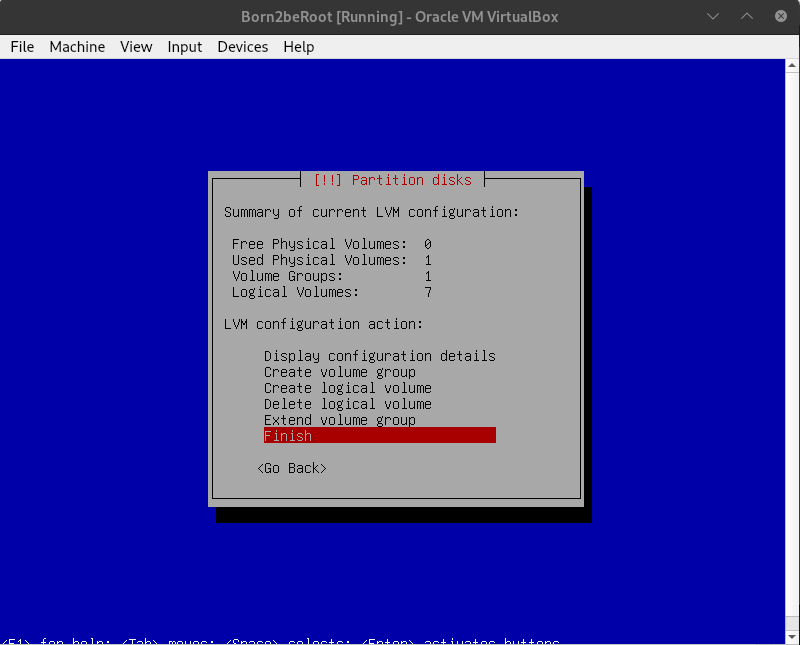 Born2beRoot [Running] - Oracle VM VirtualBox
File Machine View Input Devices Help
[!!] Partition disks
Summary of current LVM configuration:
Free Physical Volumes: 0
Used Physical Volumes: 1
Volume Groups: 1
Logical Volumes: 7
LVM configuration action:
Display configuration details
Create volume group
Create logical volume
Delete logical volume
Extend volume group
Finish
<Go Back>
<F1> for help; <Tab> moves; <Space> selects; <Enter> activates buttons